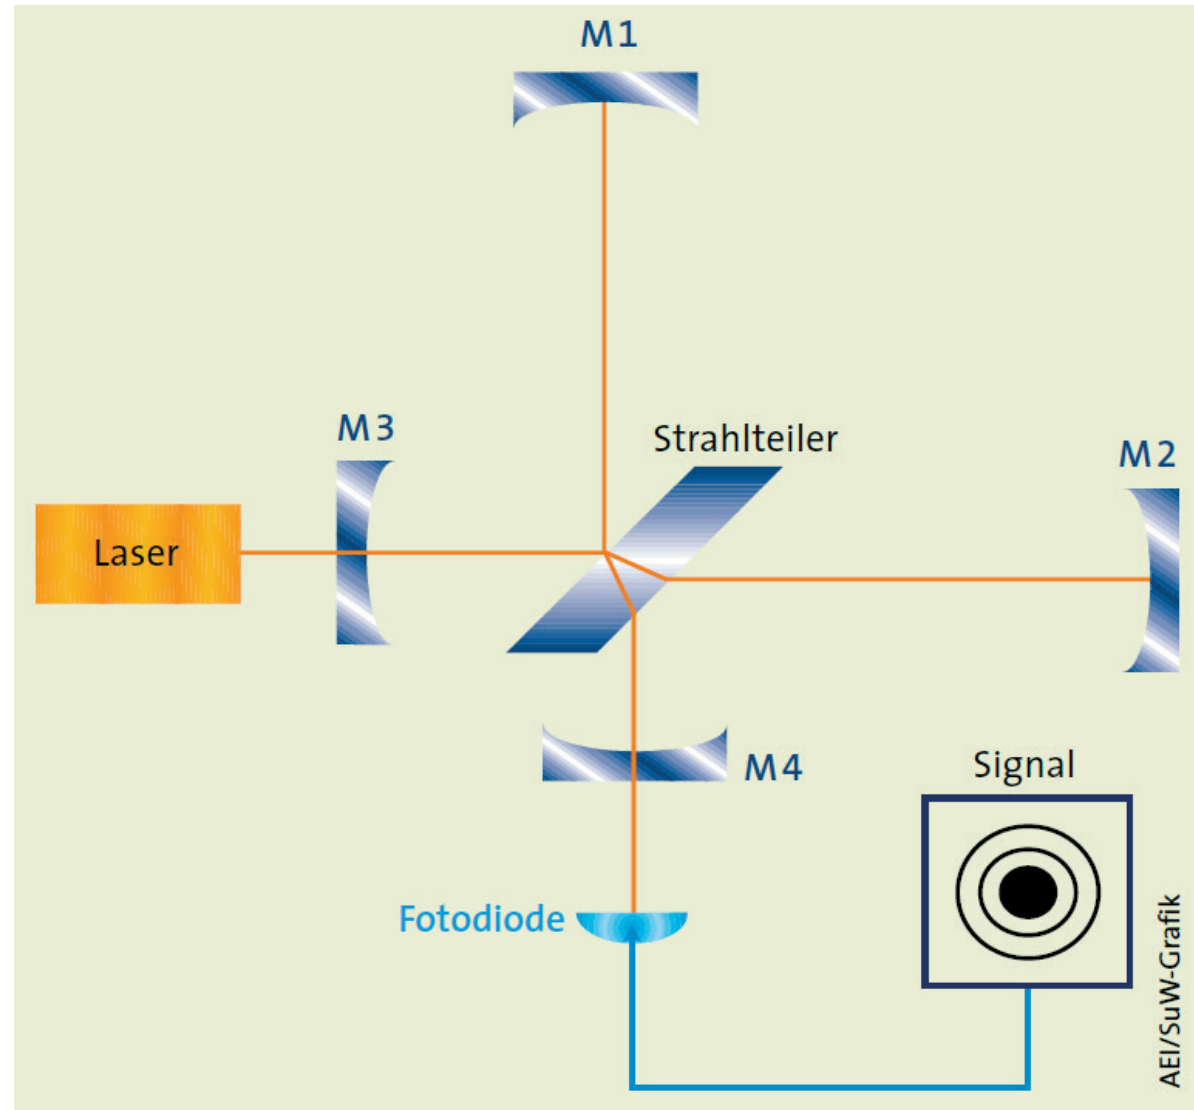 M1
M3
Strahlteiler
M2
Laser
M4
Signal
Fotodiode
AEI/SuW-Grafik